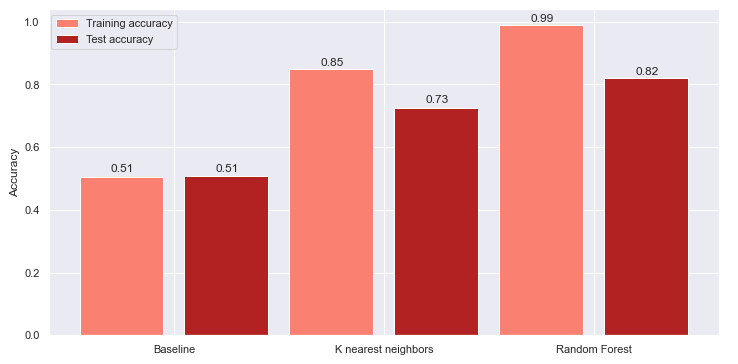 Training accuracy
Test accuracy
Accuracy
1.0
0.8
0.6
0.4
0.2
0.0
0.51
0.51
0.85
0.73
0.99
0.82
Baseline
K nearest neighbors
Random Forest